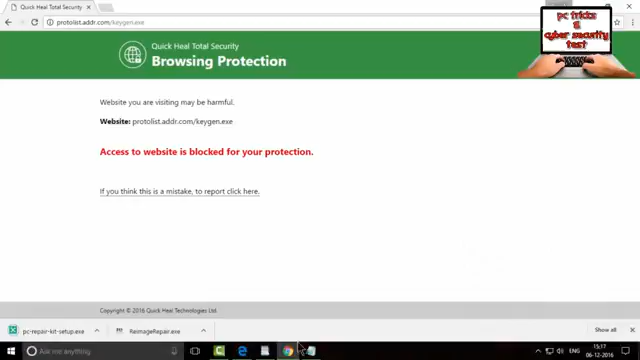 Quick Heal Total Security
protolist.addr.com/keygen.exe
pc tricks
&
cyber security
test
Quick Heal Total Security
Browsing Protection
Website you are visiting may be harmful.
Website: protolist.addr.com/keygen.exe
Access to website is blocked for your protection.
If you think this is a mistake, to report click here.
Copyright © 2016 Quick Heal Technologies Ltd.
pc-repair-kit-setup.exe
ReimageRepair.exe
Show all
Ask me anything
ENG
15:17
06-12-2016